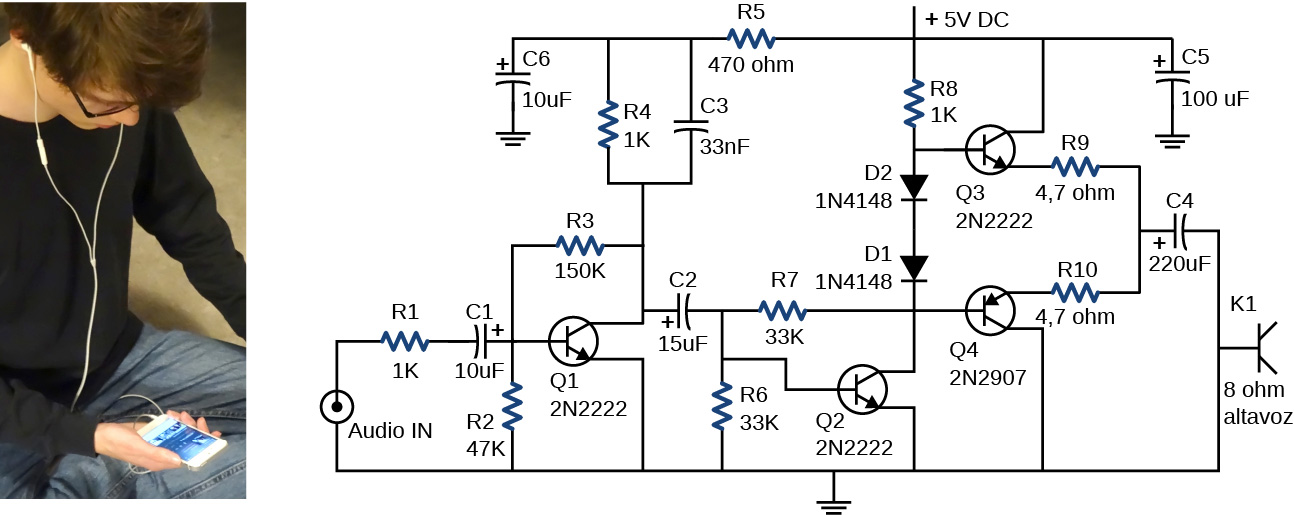 R5
470 ohm
+ 5V DC
+
C6
10uF
R4
1K
C3
33nF
R8
1K
+
C5
100 uF
D2
1N4148
Q3
2N2222
R9
4,7 ohm
C4
+
220uF
R3
150K
D1
1N4148
R10
4,7 ohm
R1
1K
C1
+
10uF
C2
+
15uF
R7
33K
K1
8 ohm
altavoz
Q1
2N2222
Q4
2N2907
Audio IN
R2
47K
R6
33K
Q2
2N2222